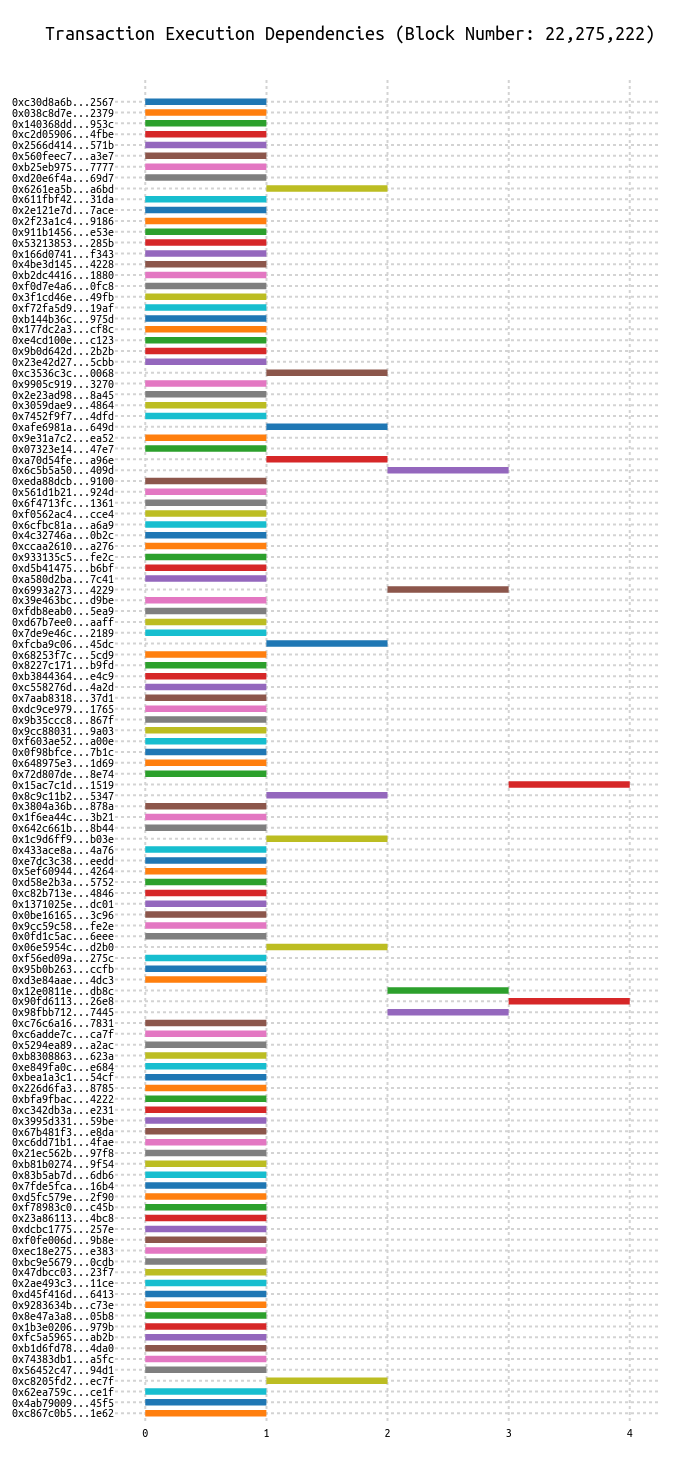 Transaction Execution Dependencies (Block Number: 22,275,222)
0xc30d8a6b...2567
0x038c8d7e...2379
0x140368dd...953c
0xc2d05906...4fbe
0x2566d414...571b
0x560feec7...a3e7
0xb25eb975...7777
0xd20e6f4a...69d7
0x6261ea5b...a6bd
0x611fbf42...31da
0x2e121e7d...7ace
0x2f23a1c4...9186
0x911b1456...e53e
0x53213853...285b
0x166d0741...f343
0x4be3d145...4228
0xb2dc4416...1880
0xf0d7e4a6...0fc8
0x3f1cd46e...49fb
0xf72fa5d9...19af
0xb144b36c...975d
0x177dc2a3...cf8c
0xe4cd100e...c123
0x9b0d642d...2b2b
0x23e42d27...5cbb
0xc3536c3c...0068
0x9905c919...3270
0x2e23ad98...8a45
0x3059dae9...4864
0x7452f9f7...4dfd
0xafe6981a...649d
0x9e31a7c2...ea52
0x07323e14...47e7
0xa70d54fe...a96e
0x6c5b5a50...409d
0xeda88dcb...9100
0x561d1b21...924d
0x6f4713fc...1361
0xf0562ac4...cce4
0x6cfbc81a...a6a9
0x4c32746a...0b2c
0xccaa2610...a276
0x933135c5...fe2c
0xd5b41475...b6bf
0xa580d2ba...7c41
0x6993a273...4229
0x39e463bc...d9be
0xfdb8eab0...5ea9
0xd67b7ee0...aaff
0x7de9e46c...2189
0xfcba9c06...45dc
0x68253f7c...5cd9
0x8227c171...b9fd
0xb3844364...e4c9
0xc558276d...4a2d
0x7aab8318...37d1
0xdc9ce979...1765
0x9b35ccc8...867f
0x9cc88031...9a03
0xf603ae52...a00e
0x0f98bfce...7b1c
0x648975e3...1d69
0x72d807de...8e74
0x15ac7c1d...1519
0x8c9c11b2...5347
0x3804a36b...878a
0x1f6ea44c...3b21
0x642c661b...8b44
0x1c9d6ff9...b03e
0x433ace8a...4a76
0xe7dc3c38...eedd
0x5ef60944...4264
0xd58e2b3a...5752
0xc82b713e...4846
0x1371025e...dc01
0x0be16165...3c96
0x9cc59c58...fe2e
0x0fd1c5ac...6eee
0x06e5954c...d2b0
0xf56ed09a...275c
0x95b0b263...ccfb
0xd3e84aae...4dc3
0x12e0811e...db8c
0x90fd6113...26e8
0x98fbb712...7445
0xc76c6a16...7831
0xc6adde7c...ca7f
0x5294ea89...a2ac
0xb8308863...623a
0xe849fa0c...e684
0xbea1a3c1...54cf
0x226d6fa3...8785
0xbfa9fbac...4222
0xc342db3a...e231
0x3995d331...59be
0x67b481f3...e8da
0xc6dd71b1...4fae
0x21ec562b...97f8
0xb81b0274...9f54
0x83b5ab7d...6db6
0x7fde5fca...16b4
0xd5fc579e...2f90
0xf78983c0...c45b
0x23a86113...4bc8
0xdcbc1775...257e
0xf0fe006d...9b8e
0xec18e275...e383
0xbc9e5679...0cdb
0x47dbcc03...23f7
0x2ae493c3...11ce
0xd45f416d...6413
0x9283634b...c73e
0x8e47a3a8...05b8
0x1b3e0206...979b
0xfc5a5965...ab2b
0xb1d6fd78...4da0
0x74383db1...a5fc
0x56452c47...94d1
0xc8205fd2...ec7f
0x62ea759c...ce1f
0x4ab79009...45f5
0xc867c0b5...1e62
0 1 2 3 4